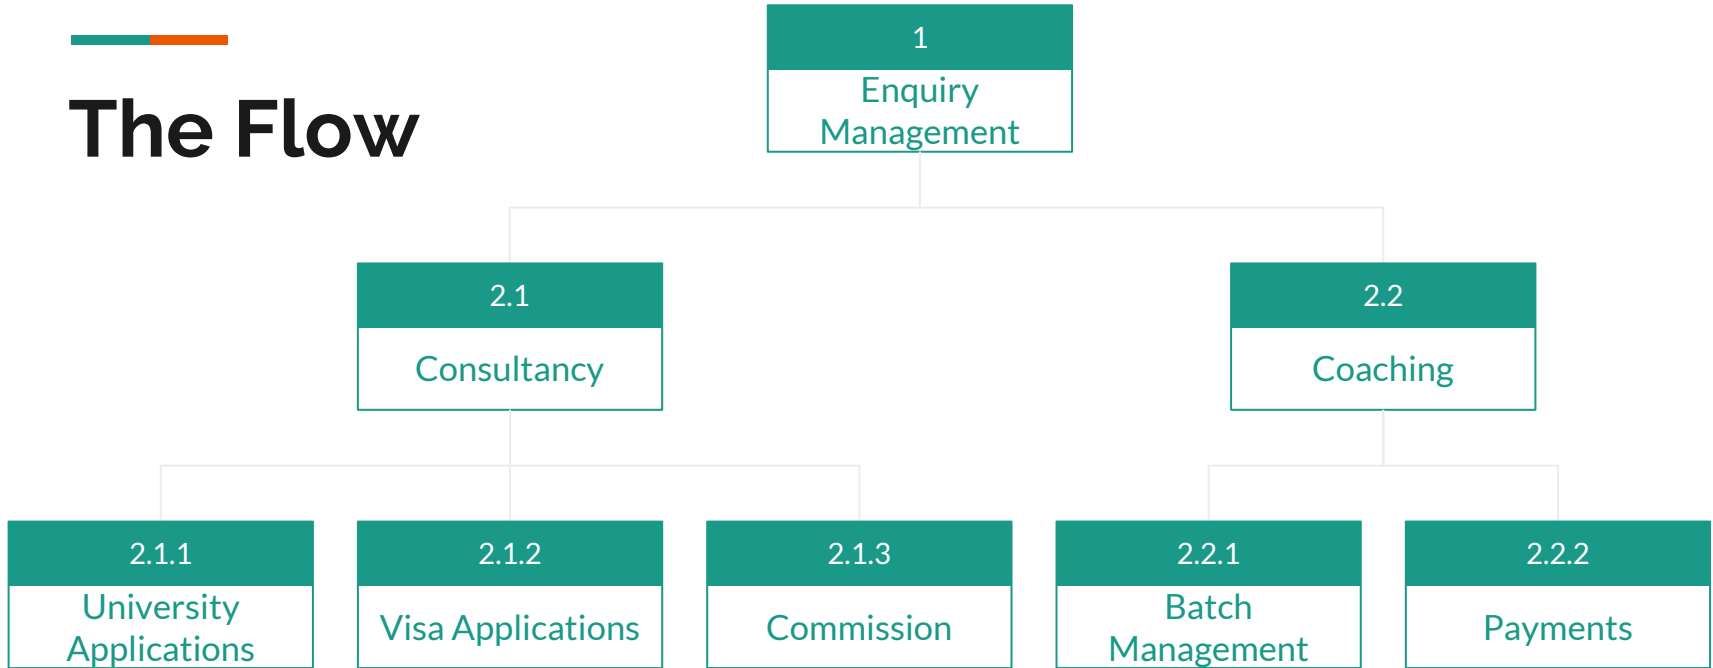 The Flow
1
Enquiry
Management
2.1
Consultancy
2.2
Coaching
2.1.1
University
Applications
2.1.2
Visa Applications
2.1.3
Commission
2.2.1
Batch
Management
2.2.2
Payments